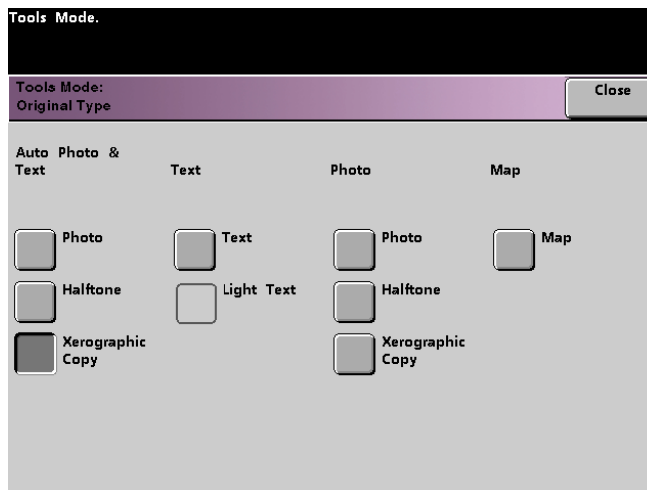 Tools Mode.
Tools Mode:
Original Type
Close
Auto Photo &
Text
Text
Photo
Map
Photo
Halftone
Xerographic
Copy
Text
Light Text
Photo
Halftone
Xerographic
Copy
Map